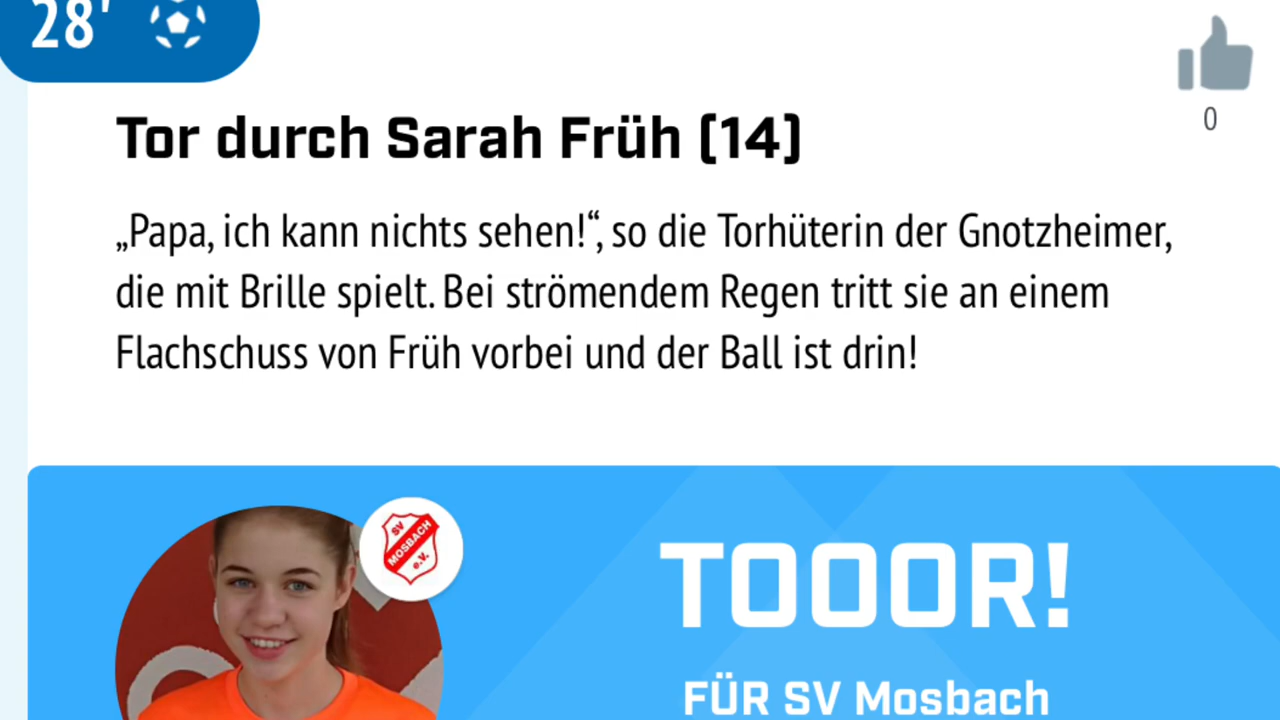 28'
0
Tor durch Sarah Früh (14)
„Papa, ich kann nichts sehen!“, so die Torhüterin der Gnotzheimer,
die mit Brille spielt. Bei strömendem Regen tritt sie an einem
Flachschuss von Früh vorbei und der Ball ist drin!
SV
MOSBACH
e.V.
TOOOR!
FÜR SV Mosbach